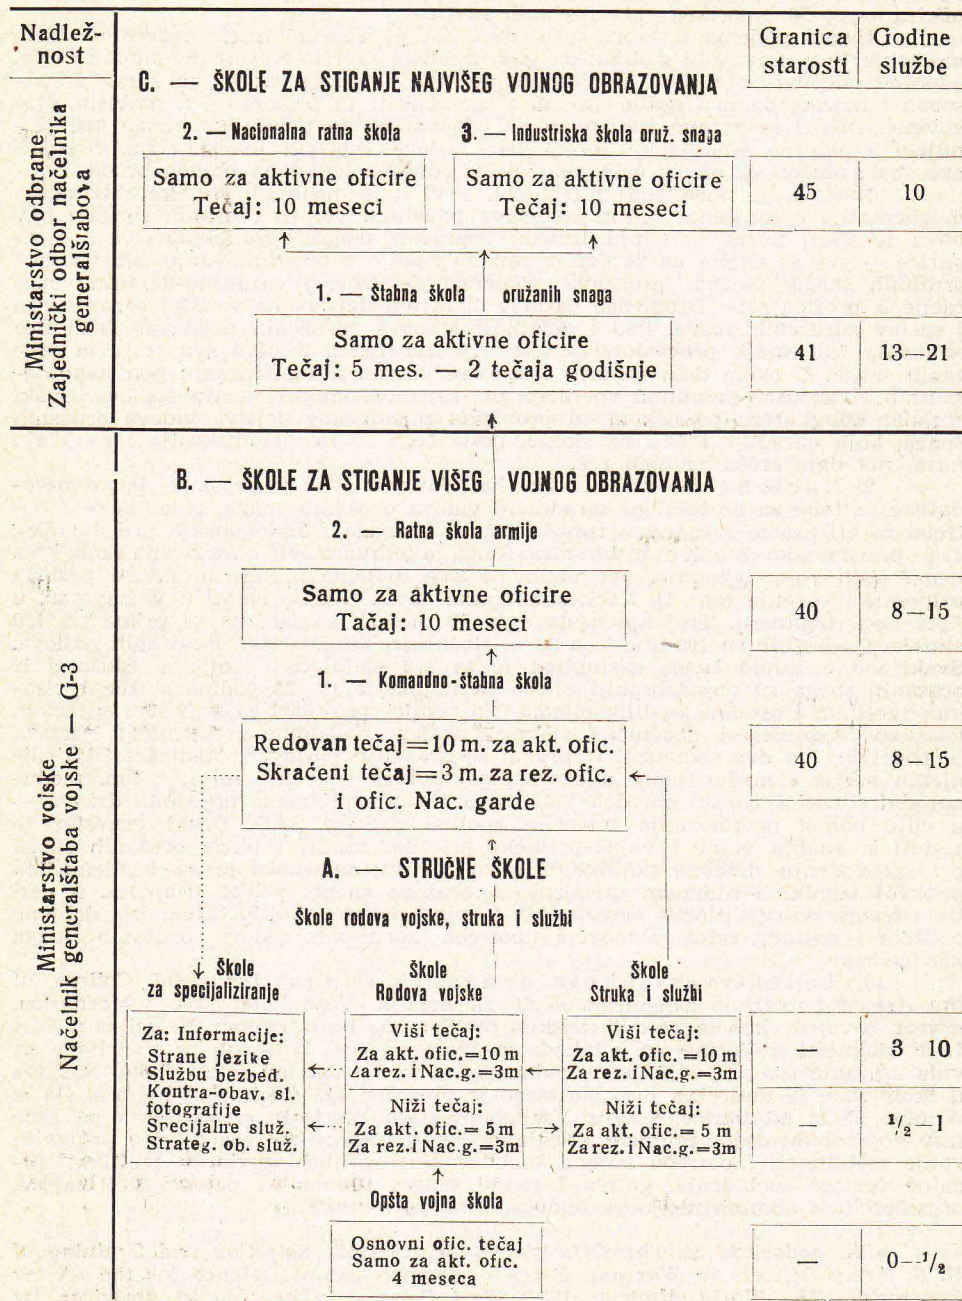 Nadlež-
nost
Granica
starosti
Godine
službe
C. — ŠKOLE ZA STICANJE NAJVIŠEG VOJNOG OBRAZOVANJA
2. — Nacionalna ratna škola
3. — Industriska škola oruž. snaga
Samo za aktivne oficire
Tečaj: 10 meseci
Samo za aktivne oficire
Tečaj: 10 meseci
45
10
Ministarstvo odbrane
Zajednički odbor načelnika
generalštabova
1. — Štabna škola oružanih snaga
Samo za aktivne oficire
Tečaj: 5 mes. — 2 tečaja godišnje
41
13—21
B. — ŠKOLE ZA STICANJE VIŠEG VOJNOG OBRAZOVANJA
2. — Ratna škola armije
Samo za aktivne oficire
Tačaj: 10 meseci
40
8—15
1. — Komandno-štabna škola
Redovan tečaj=10 m. za akt. ofic.
Skraćeni tečaj=3 m. za rez. ofic.
i ofic. Nac. garde
40
8—15
Ministarstvo vojske
Načelnik generalštaba vojske — G-3
A. — STRUČNE ŠKOLE
Škole rodova vojske, struka i službi
Škole
za specijaliziranje
Škole
Rodova vojske
Škole
Struka i službi
Za: Informacije:
Strane jezike
Službu bezbed.
Kontra-obav. sl.
fotografije
Specijalne služ.
Strateg. ob. služ.
Viši tečaj:
Za akt. ofic.=10 m
Za rez. i Nac.g.=3m
Viši tečaj:
Za akt. ofic.=10 m
Za rez. i Nac.g.=3m
—
3—10
Niži tečaj:
Za akt. ofic.= 5 m
Za rez. i Nac.g.=3m
Niži tečaj:
Za akt. ofic.= 5 m
Za rez. i Nac.g.=3m
—
1/2—1
Opšta vojna škola
Osnovni ofic. tečaj
Samo za akt. ofic.
4 meseca
—
0—1/2